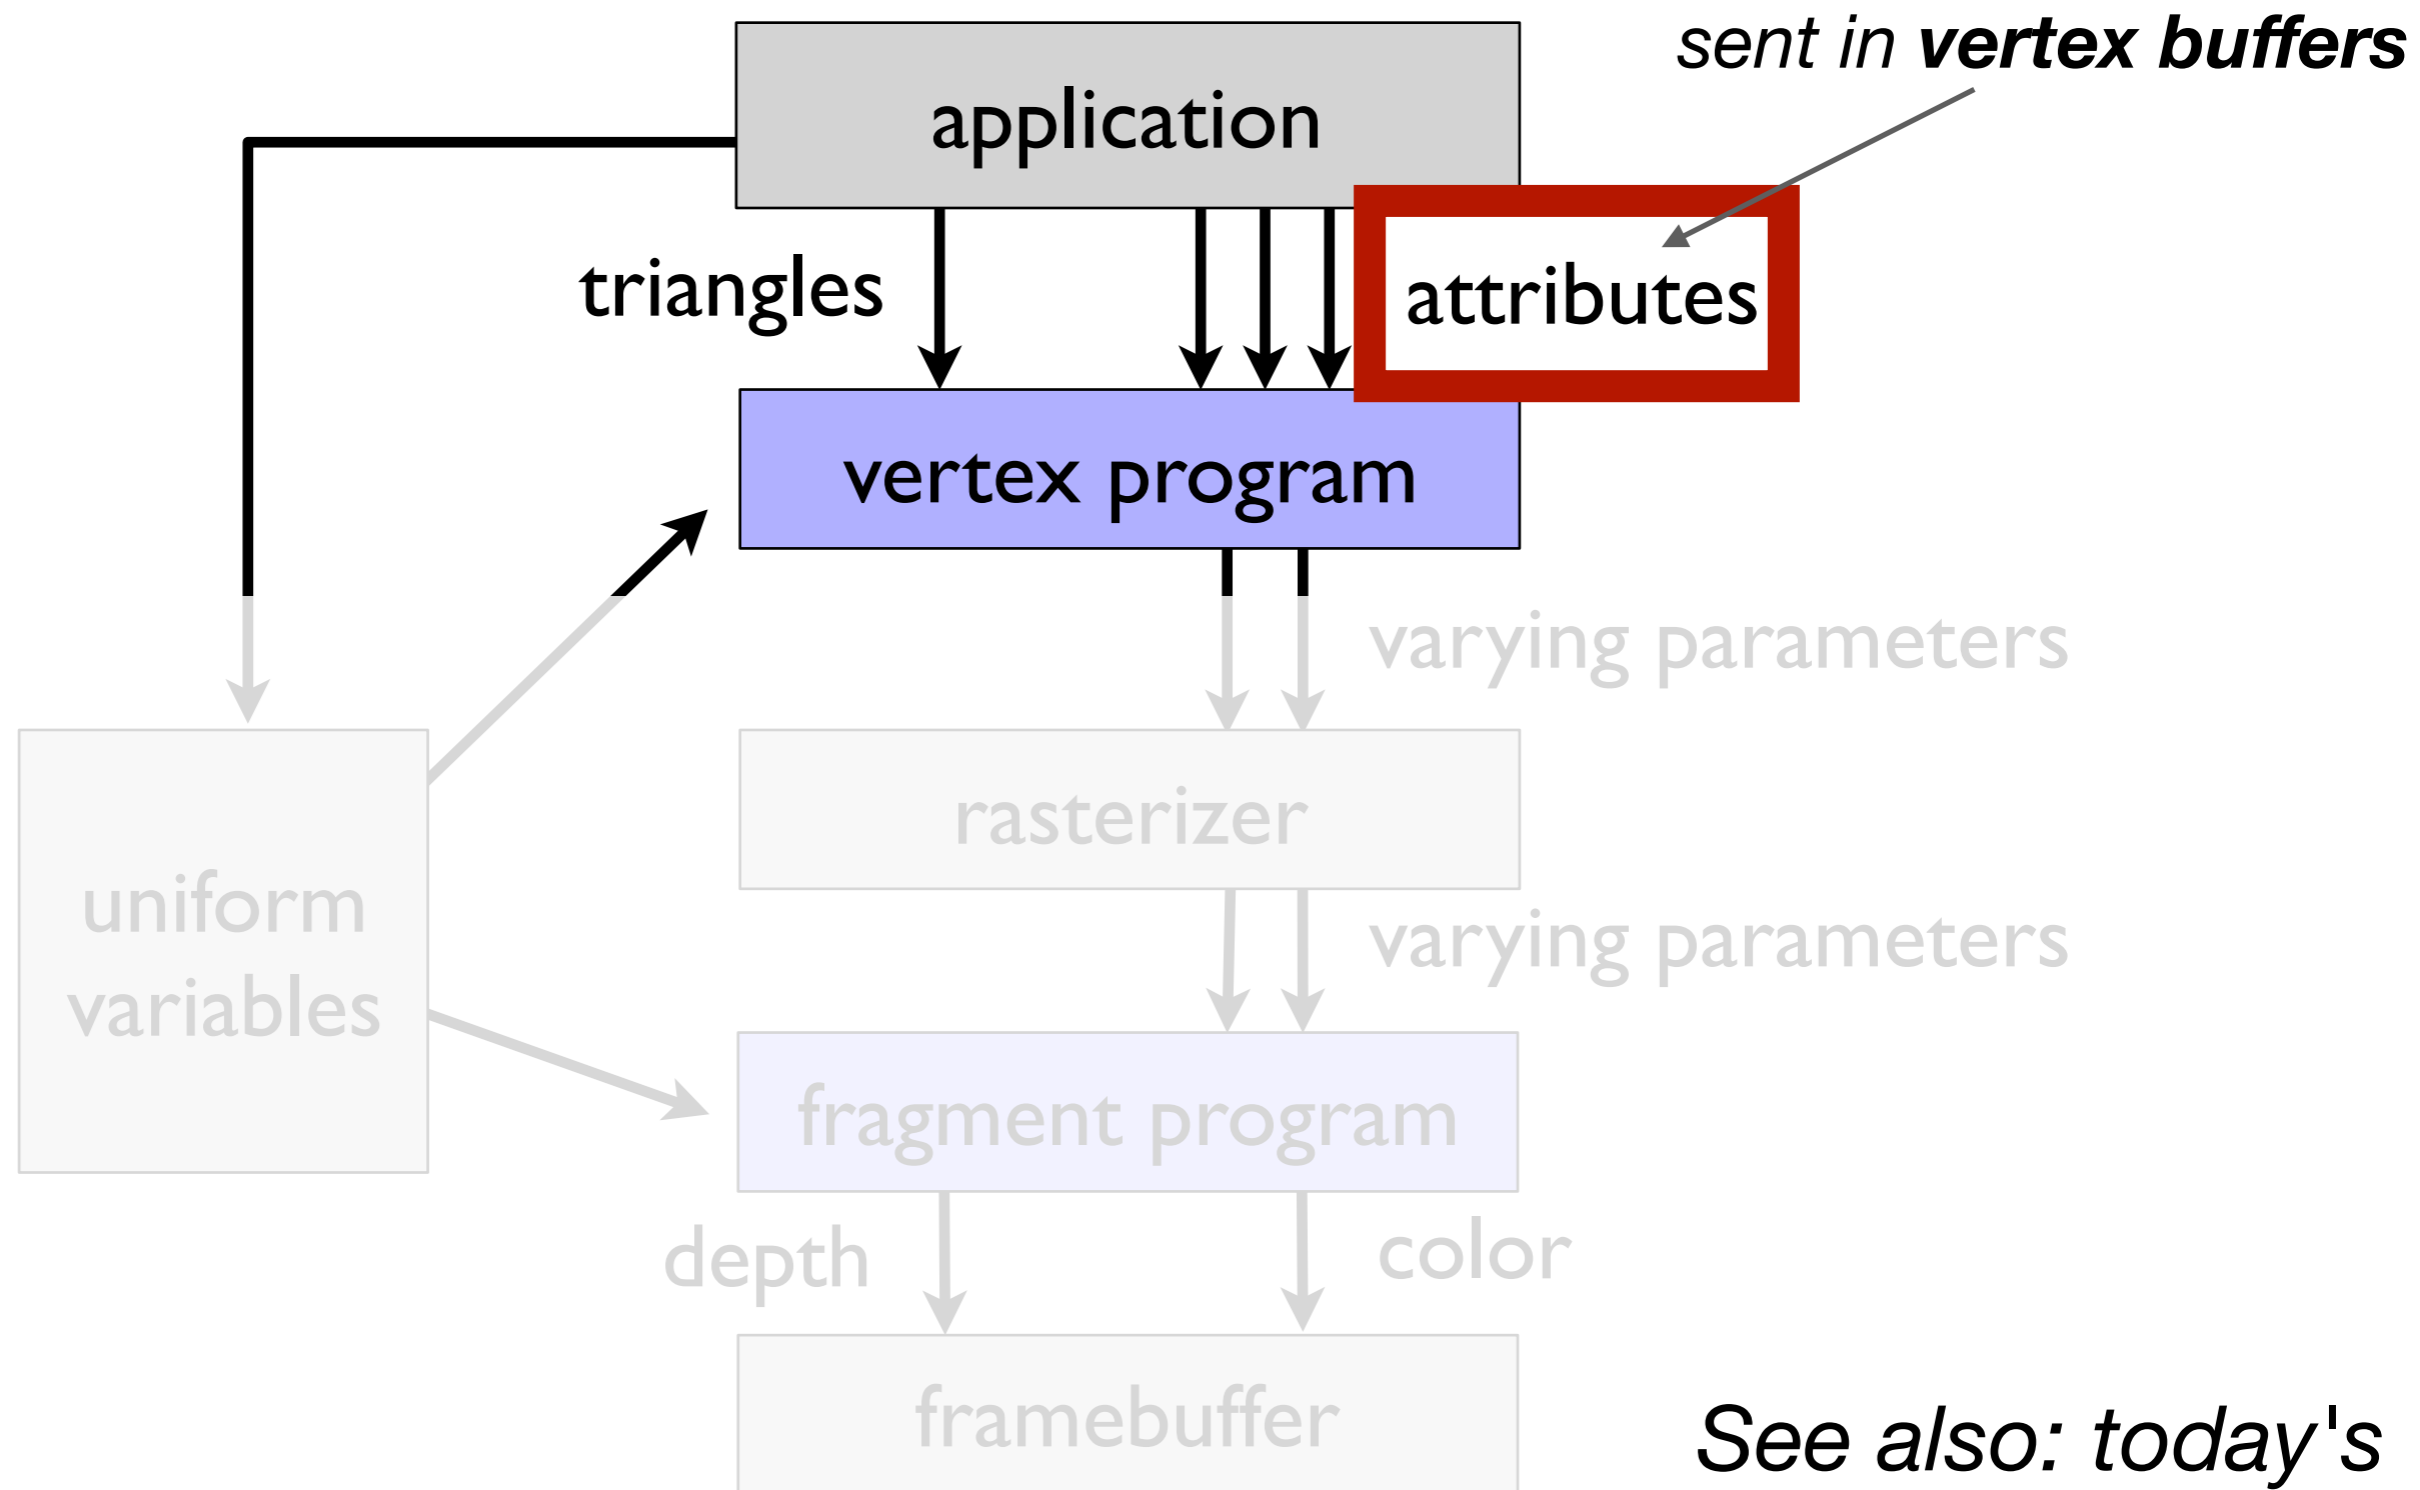 sent in vertex buffers
application
triangles
attributes
vertex program
varying parameters
rasterizer
uniform
variables
varying parameters
fragment program
depth
color
framebuffer
See also: today's